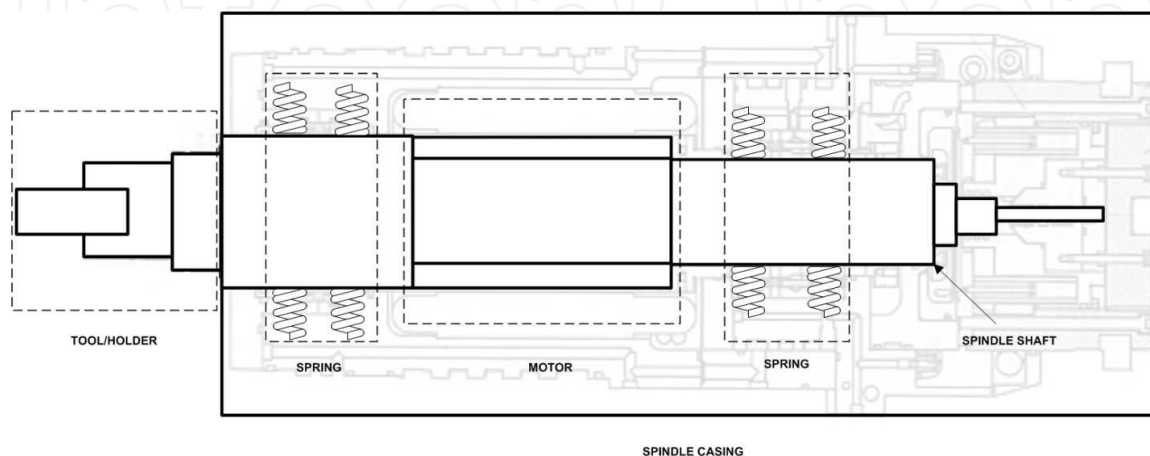 TOOL/HOLDER
SPRING
MOTOR
SPRING
SPINDLE SHAFT
SPINDLE CASING